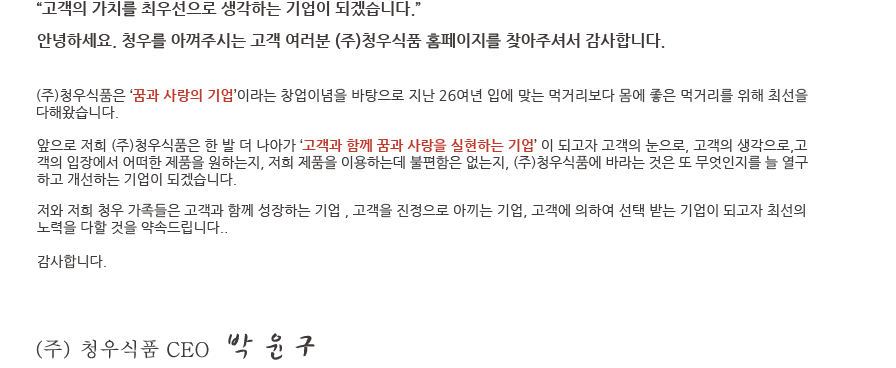 “고객의 가치를 최우선으로 생각하는 기업이 되겠습니다.”
안녕하세요. 청우를 아껴주시는 고객 여러분 (주)청우식품 홈페이지를 찾아주셔서 감사합니다.
(주)청우식품은 ‘꿈과 사랑의 기업’이라는 창업이념을 바탕으로 지난 26여년 입에 맞는 먹거리보다 몸에 좋은 먹거리를 위해 최선을
다해왔습니다.
앞으로 저희 (주)청우식품은 한 발 더 나아가 ‘고객과 함께 꿈과 사랑을 실현하는 기업’ 이 되고자 고객의 눈으로, 고객의 생각으로,고
객의 입장에서 어떠한 제품을 원하는지, 저희 제품을 이용하는데 불편함은 없는지, (주)청우식품에 바라는 것은 또 무엇인지를 늘 열구
하고 개선하는 기업이 되겠습니다.
저와 저희 청우 가족들은 고객과 함께 성장하는 기업 , 고객을 진정으로 아끼는 기업, 고객에 의하여 선택 받는 기업이 되고자 최선의
노력을 다할 것을 약속드립니다..
감사합니다.
(주) 청우식품 CEO 박 윤 구